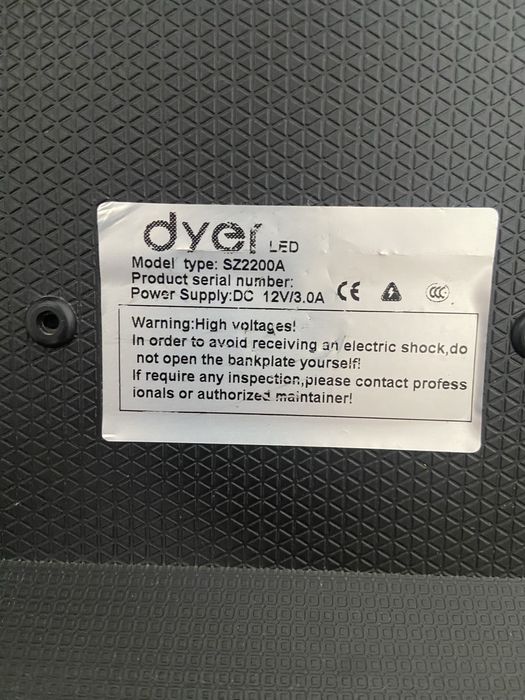 dyer LED
Model type: SZ2200A
Product serial number:
Power Supply:DC 12V/3.0A CE CCC
Warning:High voltages!
In order to avoid receiving an electric shock,do
not open the bankplate yourself!
If require any inspection,please contact profess
ionals or authorized maintainer!